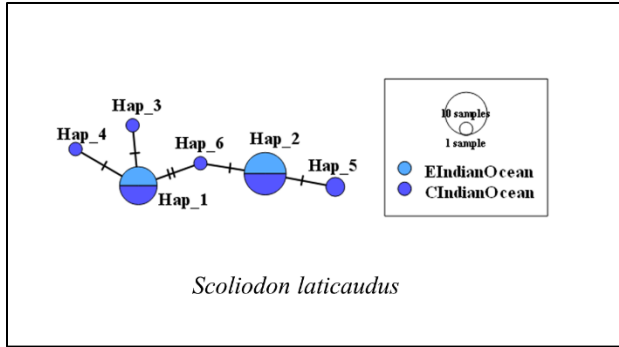 Hap_3
Hap_4
Hap_6
Hap_2
Hap_5
Hap_1
10 samples
1 sample
EIndianOcean
CIndianOcean
Scoliodon laticaudus